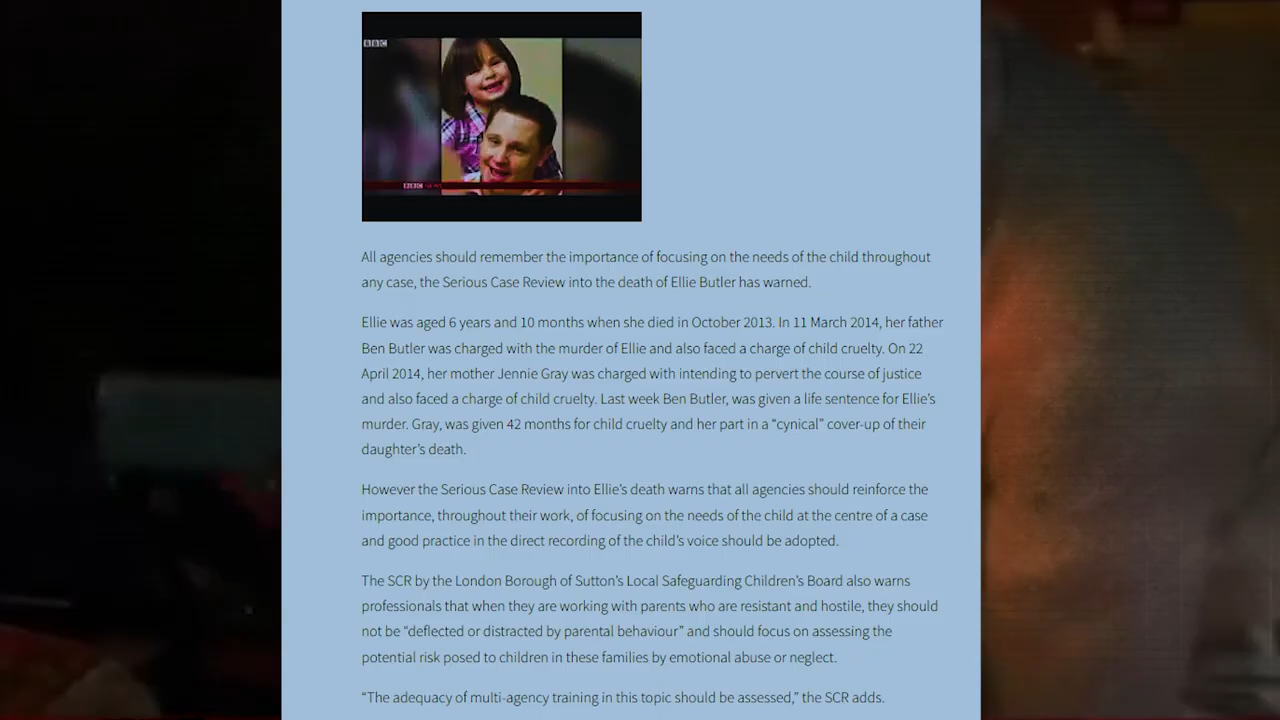 BBC
BBC NEWS
All agencies should remember the importance of focusing on the needs of the child throughout
any case, the Serious Case Review into the death of Ellie Butler has warned.
Ellie was aged 6 years and 10 months when she died in October 2013. In 11 March 2014, her father
Ben Butler was charged with the murder of Ellie and also faced a charge of child cruelty. On 22
April 2014, her mother Jennie Gray was charged with intending to pervert the course of justice
and also faced a charge of child cruelty. Last week Ben Butler, was given a life sentence for Ellie’s
murder. Gray, was given 42 months for child cruelty and her part in a “cynical” cover-up of their
daughter’s death.
However the Serious Case Review into Ellie’s death warns that all agencies should reinforce the
importance, throughout their work, of focusing on the needs of the child at the centre of a case
and good practice in the direct recording of the child’s voice should be adopted.
The SCR by the London Borough of Sutton’s Local Safeguarding Children’s Board also warns
professionals that when they are working with parents who are resistant and hostile, they should
not be “deflected or distracted by parental behaviour” and should focus on assessing the
potential risk posed to children in these families by emotional abuse or neglect.
“The adequacy of multi-agency training in this topic should be assessed,” the SCR adds.